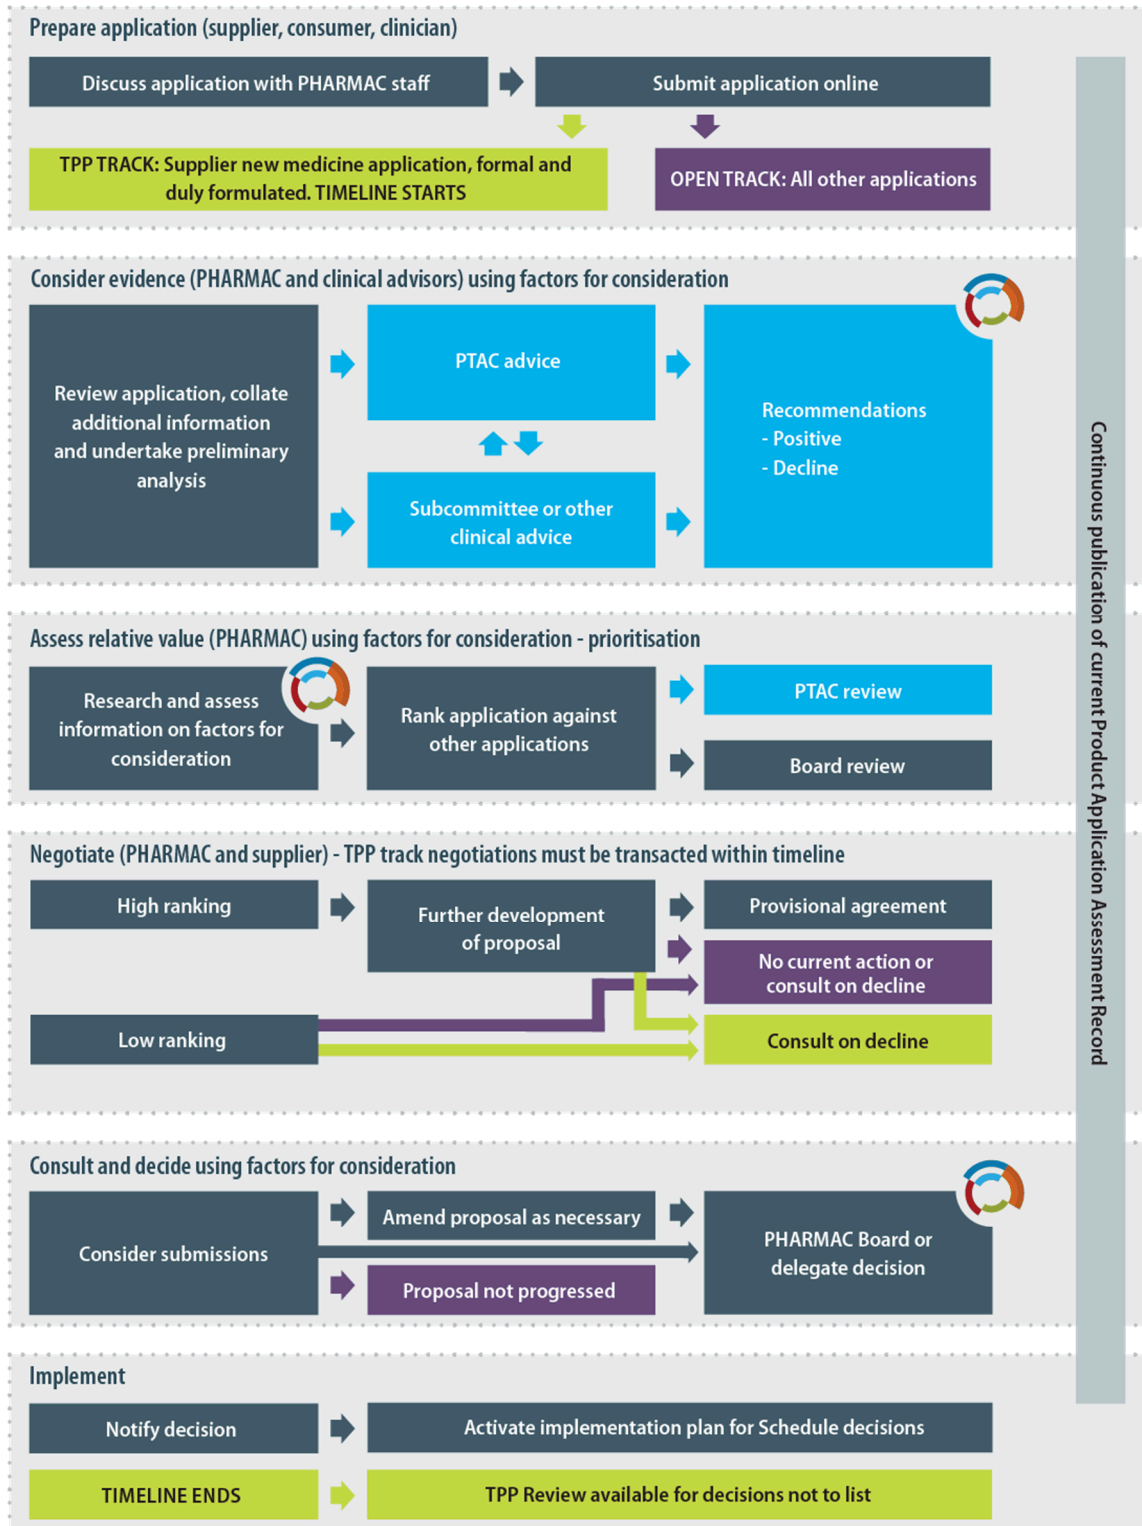 Prepare application (supplier, consumer, clinician)
Discuss application with PHARMAC staff
Submit application online
TPP TRACK: Supplier new medicine application, formal and
duly formulated. TIMELINE STARTS
OPEN TRACK: All other applications
Consider evidence (PHARMAC and clinical advisors) using factors for consideration
Review application, collate
additional information
and undertake preliminary
analysis
PTAC advice
Subcommittee or other
clinical advice
Recommendations
- Positive
- Decline
Assess relative value (PHARMAC) using factors for consideration - prioritisation
Research and assess
information on factors for
consideration
Rank application against
other applications
PTAC review
Board review
Negotiate (PHARMAC and supplier) - TPP track negotiations must be transacted within timeline
High ranking
Further development
of proposal
Provisional agreement
No current action or
consult on decline
Low ranking
Consult on decline
Consult and decide using factors for consideration
Consider submissions
Amend proposal as necessary
Proposal not progressed
PHARMAC Board or
delegate decision
Implement
Notify decision
Activate implementation plan for Schedule decisions
TIMELINE ENDS
TPP Review available for decisions not to list
Continuous publication of current Product Application Assessment Record